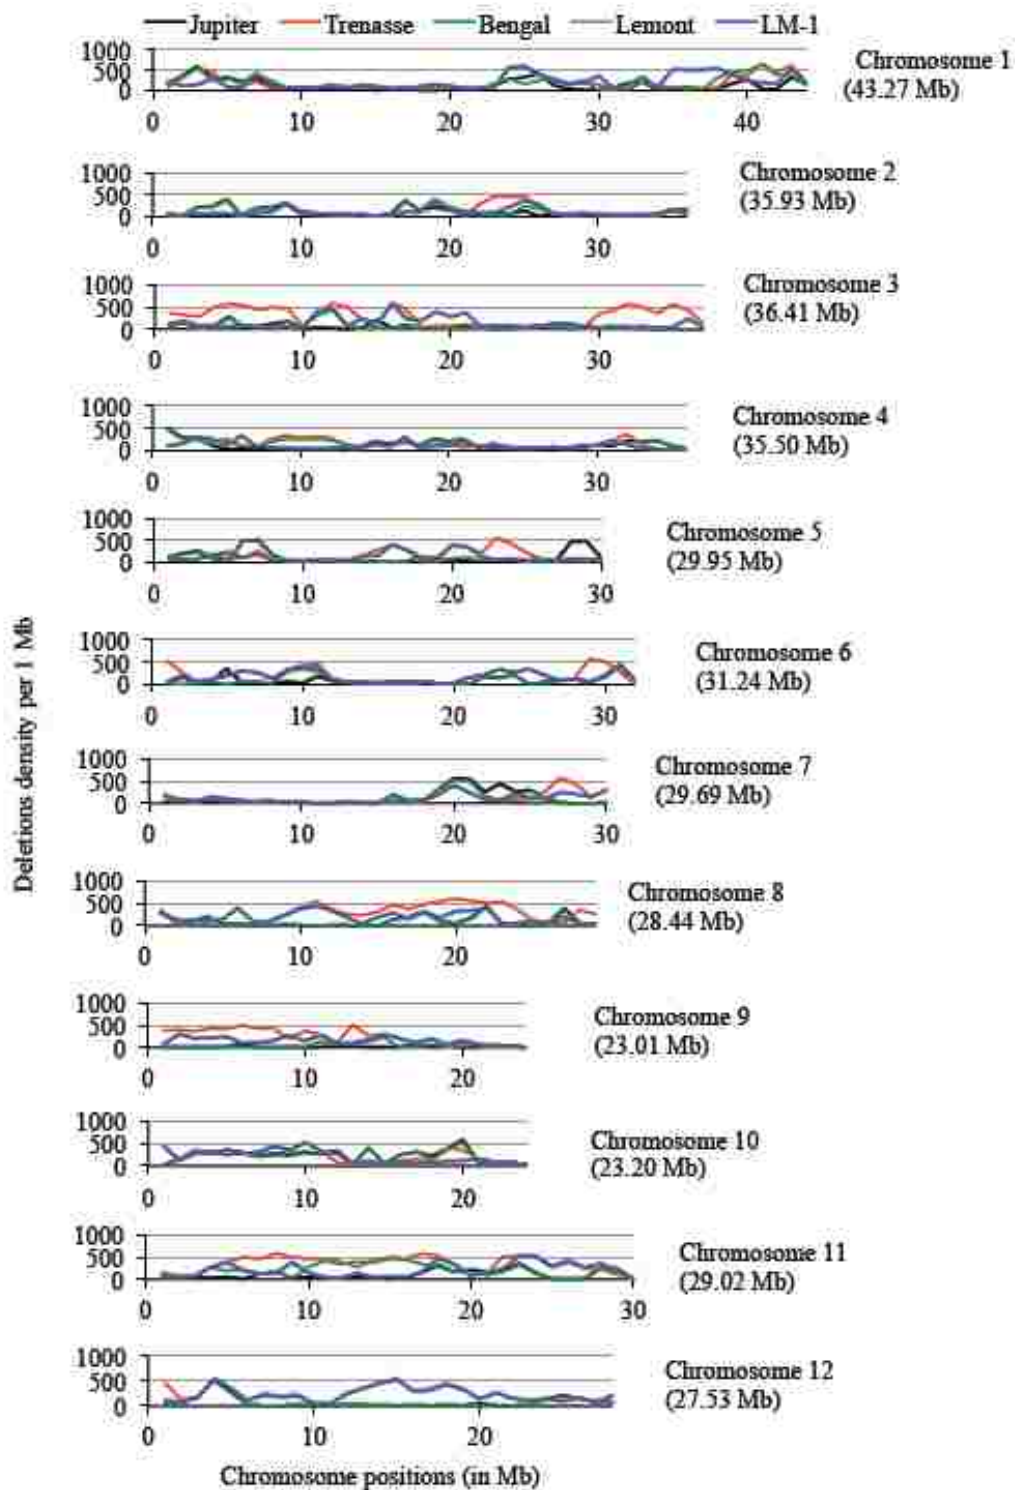 Jupiter Trenasse Bengal Lemont LM-1
1000
500
0
0 10 20 30 40
Chromosome 1
(43.27 Mb)
1000
500
0
0 10 20 30
Chromosome 2
(35.93 Mb)
1000
500
0
0 10 20 30
Chromosome 3
(36.41 Mb)
1000
500
0
0 10 20 30
Chromosome 4
(35.50 Mb)
1000
500
0
0 10 20 30
Chromosome 5
(29.95 Mb)
1000
500
0
0 10 20 30
Chromosome 6
(31.24 Mb)
1000
500
0
0 10 20 30
Chromosome 7
(29.69 Mb)
1000
500
0
0 10 20
Chromosome 8
(28.44 Mb)
1000
500
0
0 10 20
Chromosome 9
(23.01 Mb)
1000
500
0
0 10 20
Chromosome 10
(23.20 Mb)
1000
500
0
0 10 20 30
Chromosome 11
(29.02 Mb)
1000
500
0
0 10 20
Chromosome 12
(27.53 Mb)
Deletions density per 1 Mb
Chromosome positions (in Mb)